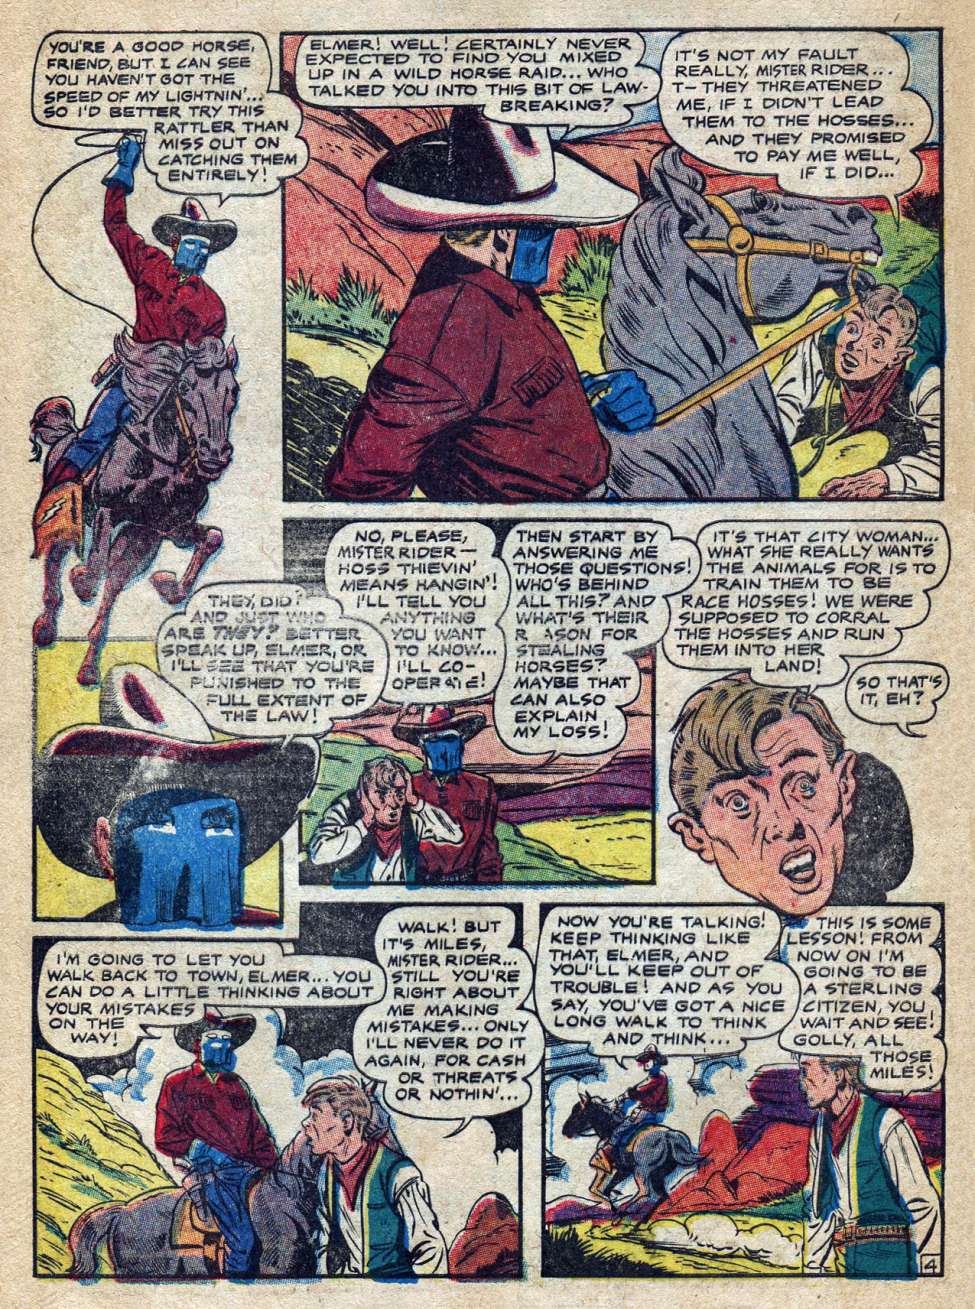 YOU'RE A GOOD HORSE,
FRIEND, BUT I CAN SEE
YOU HAVEN'T GOT THE
SPEED OF MY LIGHTNIN'...
SO I'D BETTER TRY THIS
RATTLER THAN
MISS OUT ON
CATCHING THEM
ENTIRELY!
ELMER! WELL! CERTAINLY NEVER
EXPECTED TO FIND YOU MIXED
UP IN A WILD HORSE RAID... WHO
TALKED YOU INTO THIS BIT OF LAW-
BREAKING?
IT'S NOT MY FAULT
REALLY, MISTER RIDER...
T- THEY THREATENED
ME, IF I DIDN'T LEAD
THEM TO THE HOSSES...
AND THEY PROMISED
TO PAY ME WELL,
IF I DID...
THEY, DID?
AND JUST WHO
ARE THEY? BETTER
SPEAK UP, ELMER, OR
I'LL SEE THAT YOU'RE
PUNISHED TO THE
FULL EXTENT OF
THE LAW!
NO, PLEASE,
MISTER RIDER-
HOSS THIEVIN'
MEANS HANGIN'!
I'LL TELL YOU
ANYTHING
YOU WANT
TO KNOW...
I'LL CO-
OPERATE!
THEN START BY
ANSWERING ME
THOSE QUESTIONS!
WHO'S BEHIND
ALL THIS? AND
WHAT'S THEIR
REASON FOR
STEALING
HORSES?
MAYBE THAT
CAN ALSO
EXPLAIN
MY LOSS!
IT'S THAT CITY WOMAN...
WHAT SHE REALLY WANTS
THE ANIMALS FOR IS TO
TRAIN THEM TO BE
RACE HOSSES! WE WERE
SUPPOSED TO CORRAL
THE HOSSES AND RUN
THEM INTO HER
LAND!
SO THAT'S
IT, EH?
I'M GOING TO LET YOU
WALK BACK TO TOWN, ELMER... YOU
CAN DO A LITTLE THINKING ABOUT
YOUR MISTAKES
ON THE
WAY!
WALK! BUT
IT'S MILES,
MISTER RIDER...
STILL YOU'RE
RIGHT ABOUT
ME MAKING
MISTAKES... ONLY
I'LL NEVER DO IT
AGAIN, FOR CASH
OR THREATS
OR NOTHIN'...
NOW YOU'RE TALKING!
KEEP THINKING LIKE
THAT, ELMER, AND
YOU'LL KEEP OUT OF
TROUBLE! AND AS YOU
SAY, YOU'VE GOT A NICE
LONG WALK TO THINK
AND THINK...
THIS IS SOME
LESSON! FROM
NOW ON I'M
GOING TO BE
A STERLING
CITIZEN, YOU
WAIT AND SEE!
GOLLY, ALL
THOSE
MILES!
4